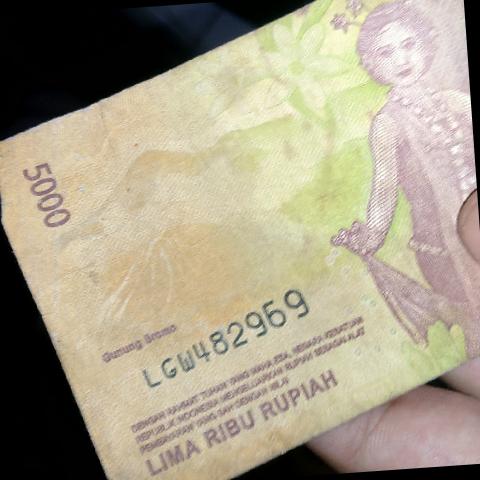 5000
Gunung Bromo
LGW482969
DENGAN RAHMAT TUHAN YANG MAHA ESA, NEGARA KESATUAN
REPUBLIK INDONESIA MENGELUARKAN RUPIAH SEBAGAI ALAT
PEMBAYARAN YANG SAH DENGAN NILAI
LIMA RIBU RUPIAH